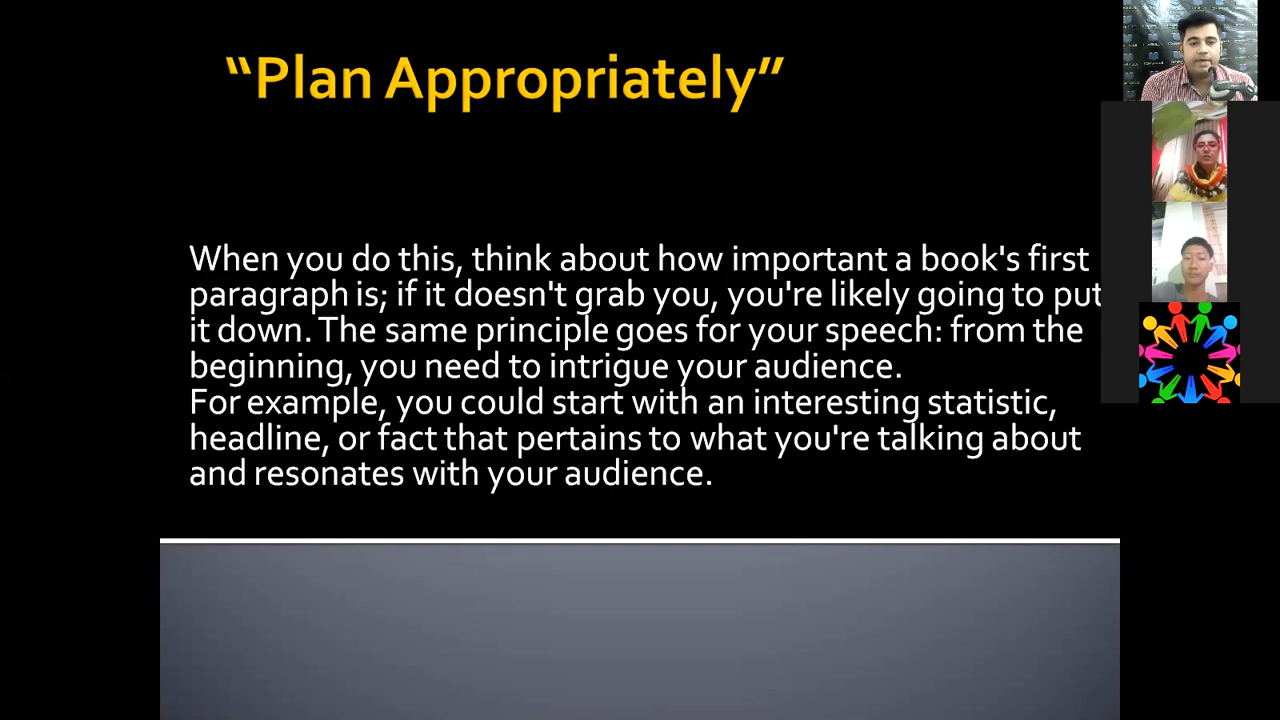 “Plan Appropriately”
When you do this, think about how important a book's first
paragraph is; if it doesn't grab you, you're likely going to put
it down. The same principle goes for your speech: from the
beginning, you need to intrigue your audience.
For example, you could start with an interesting statistic,
headline, or fact that pertains to what you're talking about
and resonates with your audience.